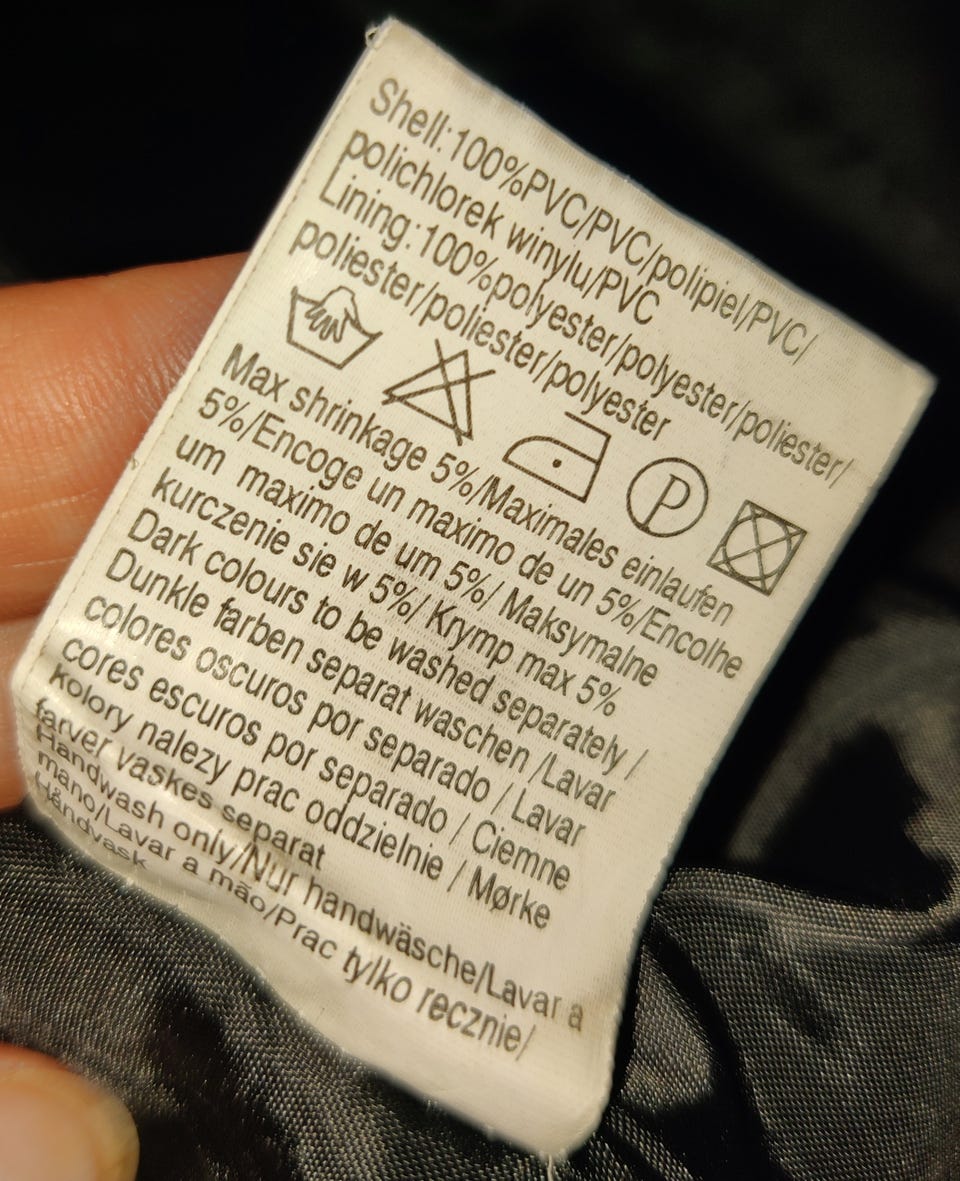 Shell:100%PVC/PVC/polipiel/PVC/
polichlorek winylu/PVC
Lining:100%polyester/polyester/poliester/
poliester/poliester/polyester
P
Max shrinkage 5%/Maximales einlaufen
5%/Encoge un maximo de un 5%/Encolhe
um maximo de um 5%/ Maksymalne
kurczenie sie w 5%/ Krymp max 5%
Dark colours to be washed separately /
Dunkle farben separat waschen /Lavar
colores oscuros por separado / Lavar
cores escuros por separado / Ciemne
kolory nalezy prac oddzielnie / Mørke
farver vaskes separat
Handwash only/Nur handwäsche/Lavar a
mano/Lavar a mão/Prac tylko recznie/
Håndvask